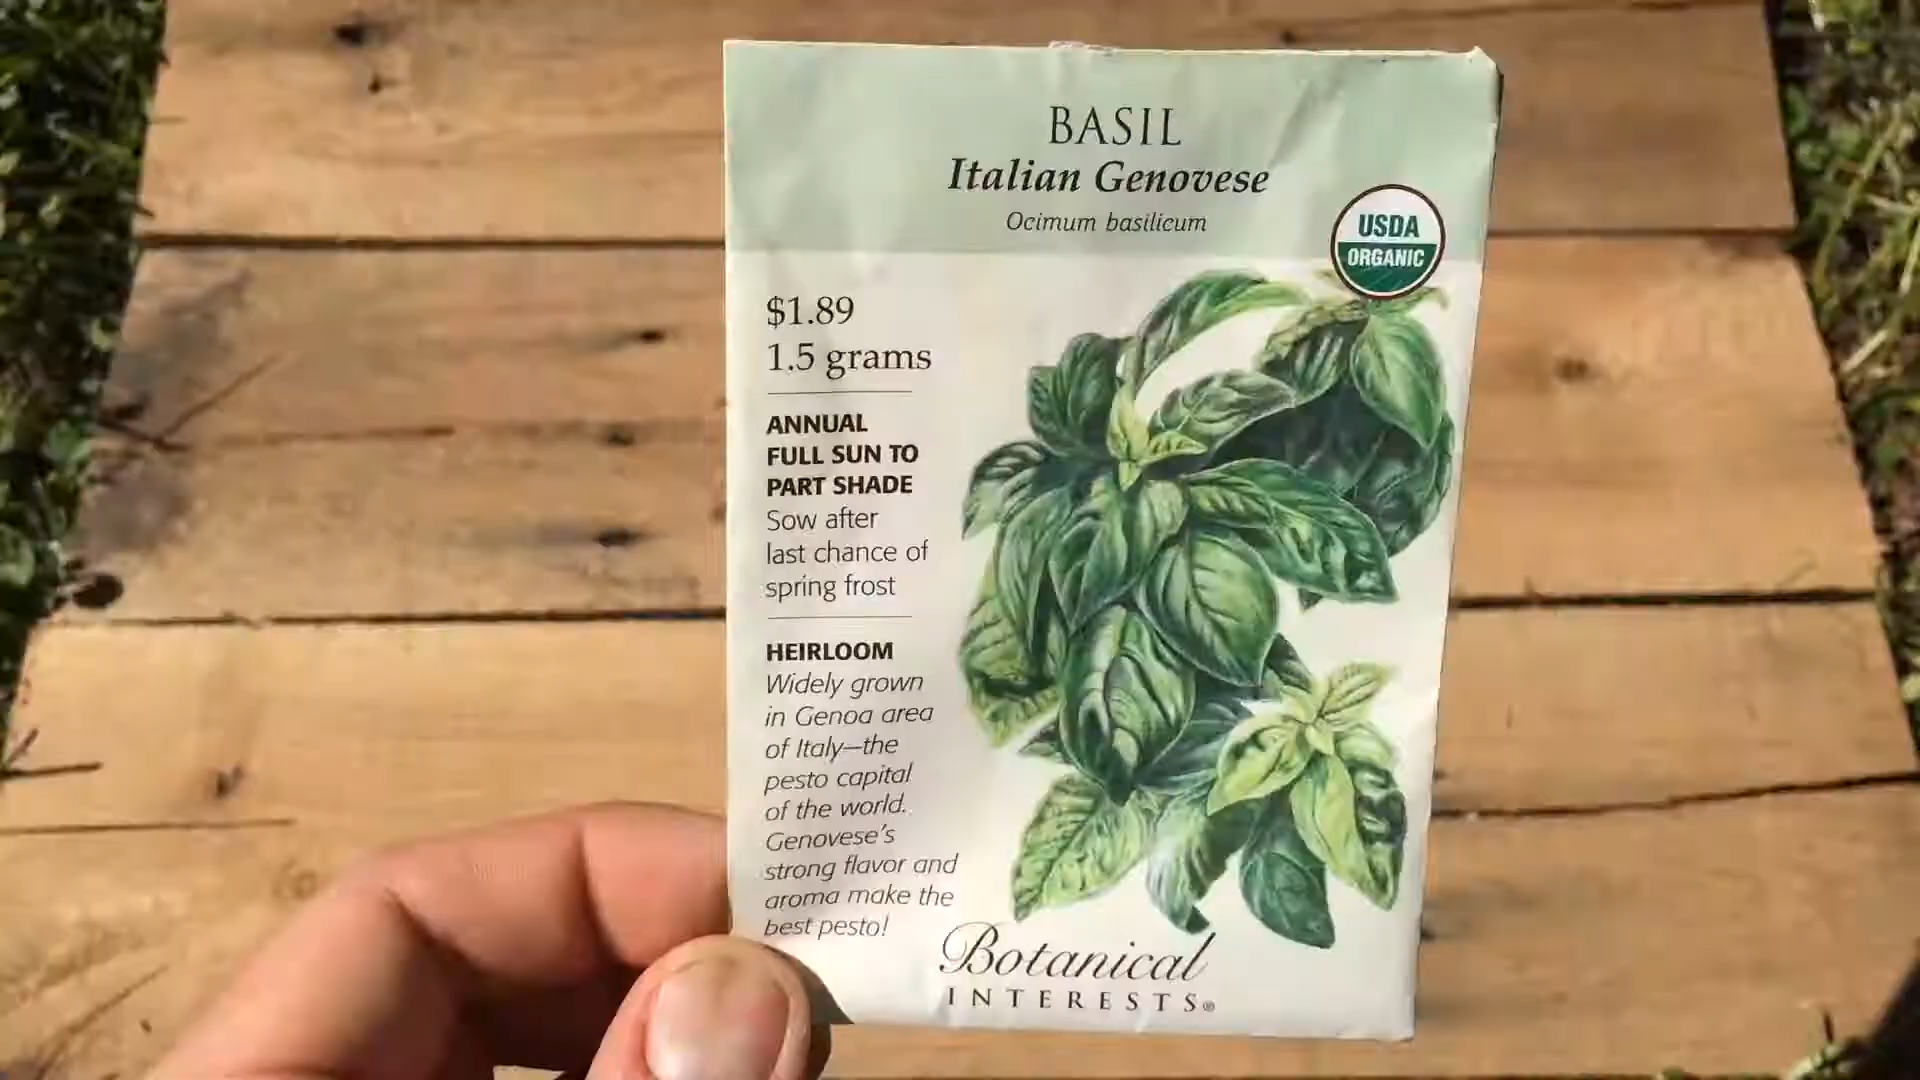 BASIL
Italian Genovese
Ocimum basilicum
USDA
ORGANIC
$1.89
1.5 grams
ANNUAL
FULL SUN TO
PART SHADE
Sow after
last chance of
spring frost
HEIRLOOM
Widely grown
in Genoa area
of Italy—the
pesto capital
of the world.
Genovese's
strong flavor and
aroma make the
best pesto!
Botanical
INTERESTS®